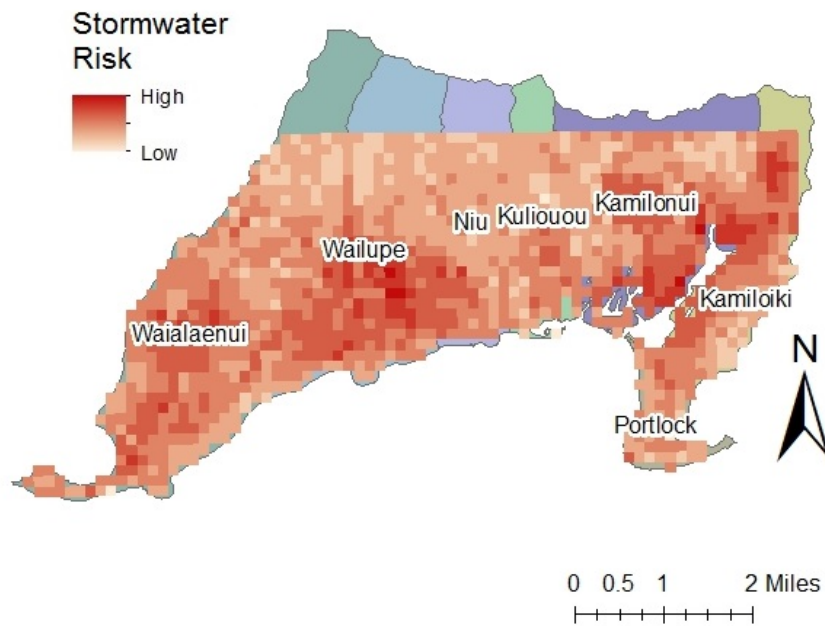 Stormwater
Risk
High
Low
Niu
Kuliouou
Kamilonui
Wailupe
Kamiloiki
Waialaenui
N
Portlock
0 0.5 1 2 Miles